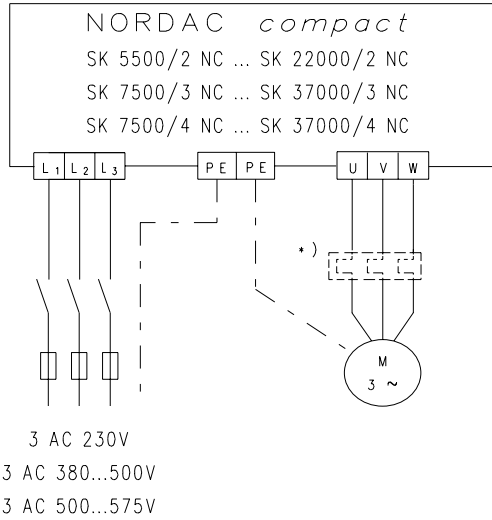 NORDAC compact
SK 5500/2 NC ... SK 22000/2 NC
SK 7500/3 NC ... SK 37000/3 NC
SK 7500/4 NC ... SK 37000/4 NC
L1 L2 L3 PE PE U V W
*)
M
3 ~
3 AC 230V
3 AC 380...500V
3 AC 500...575V